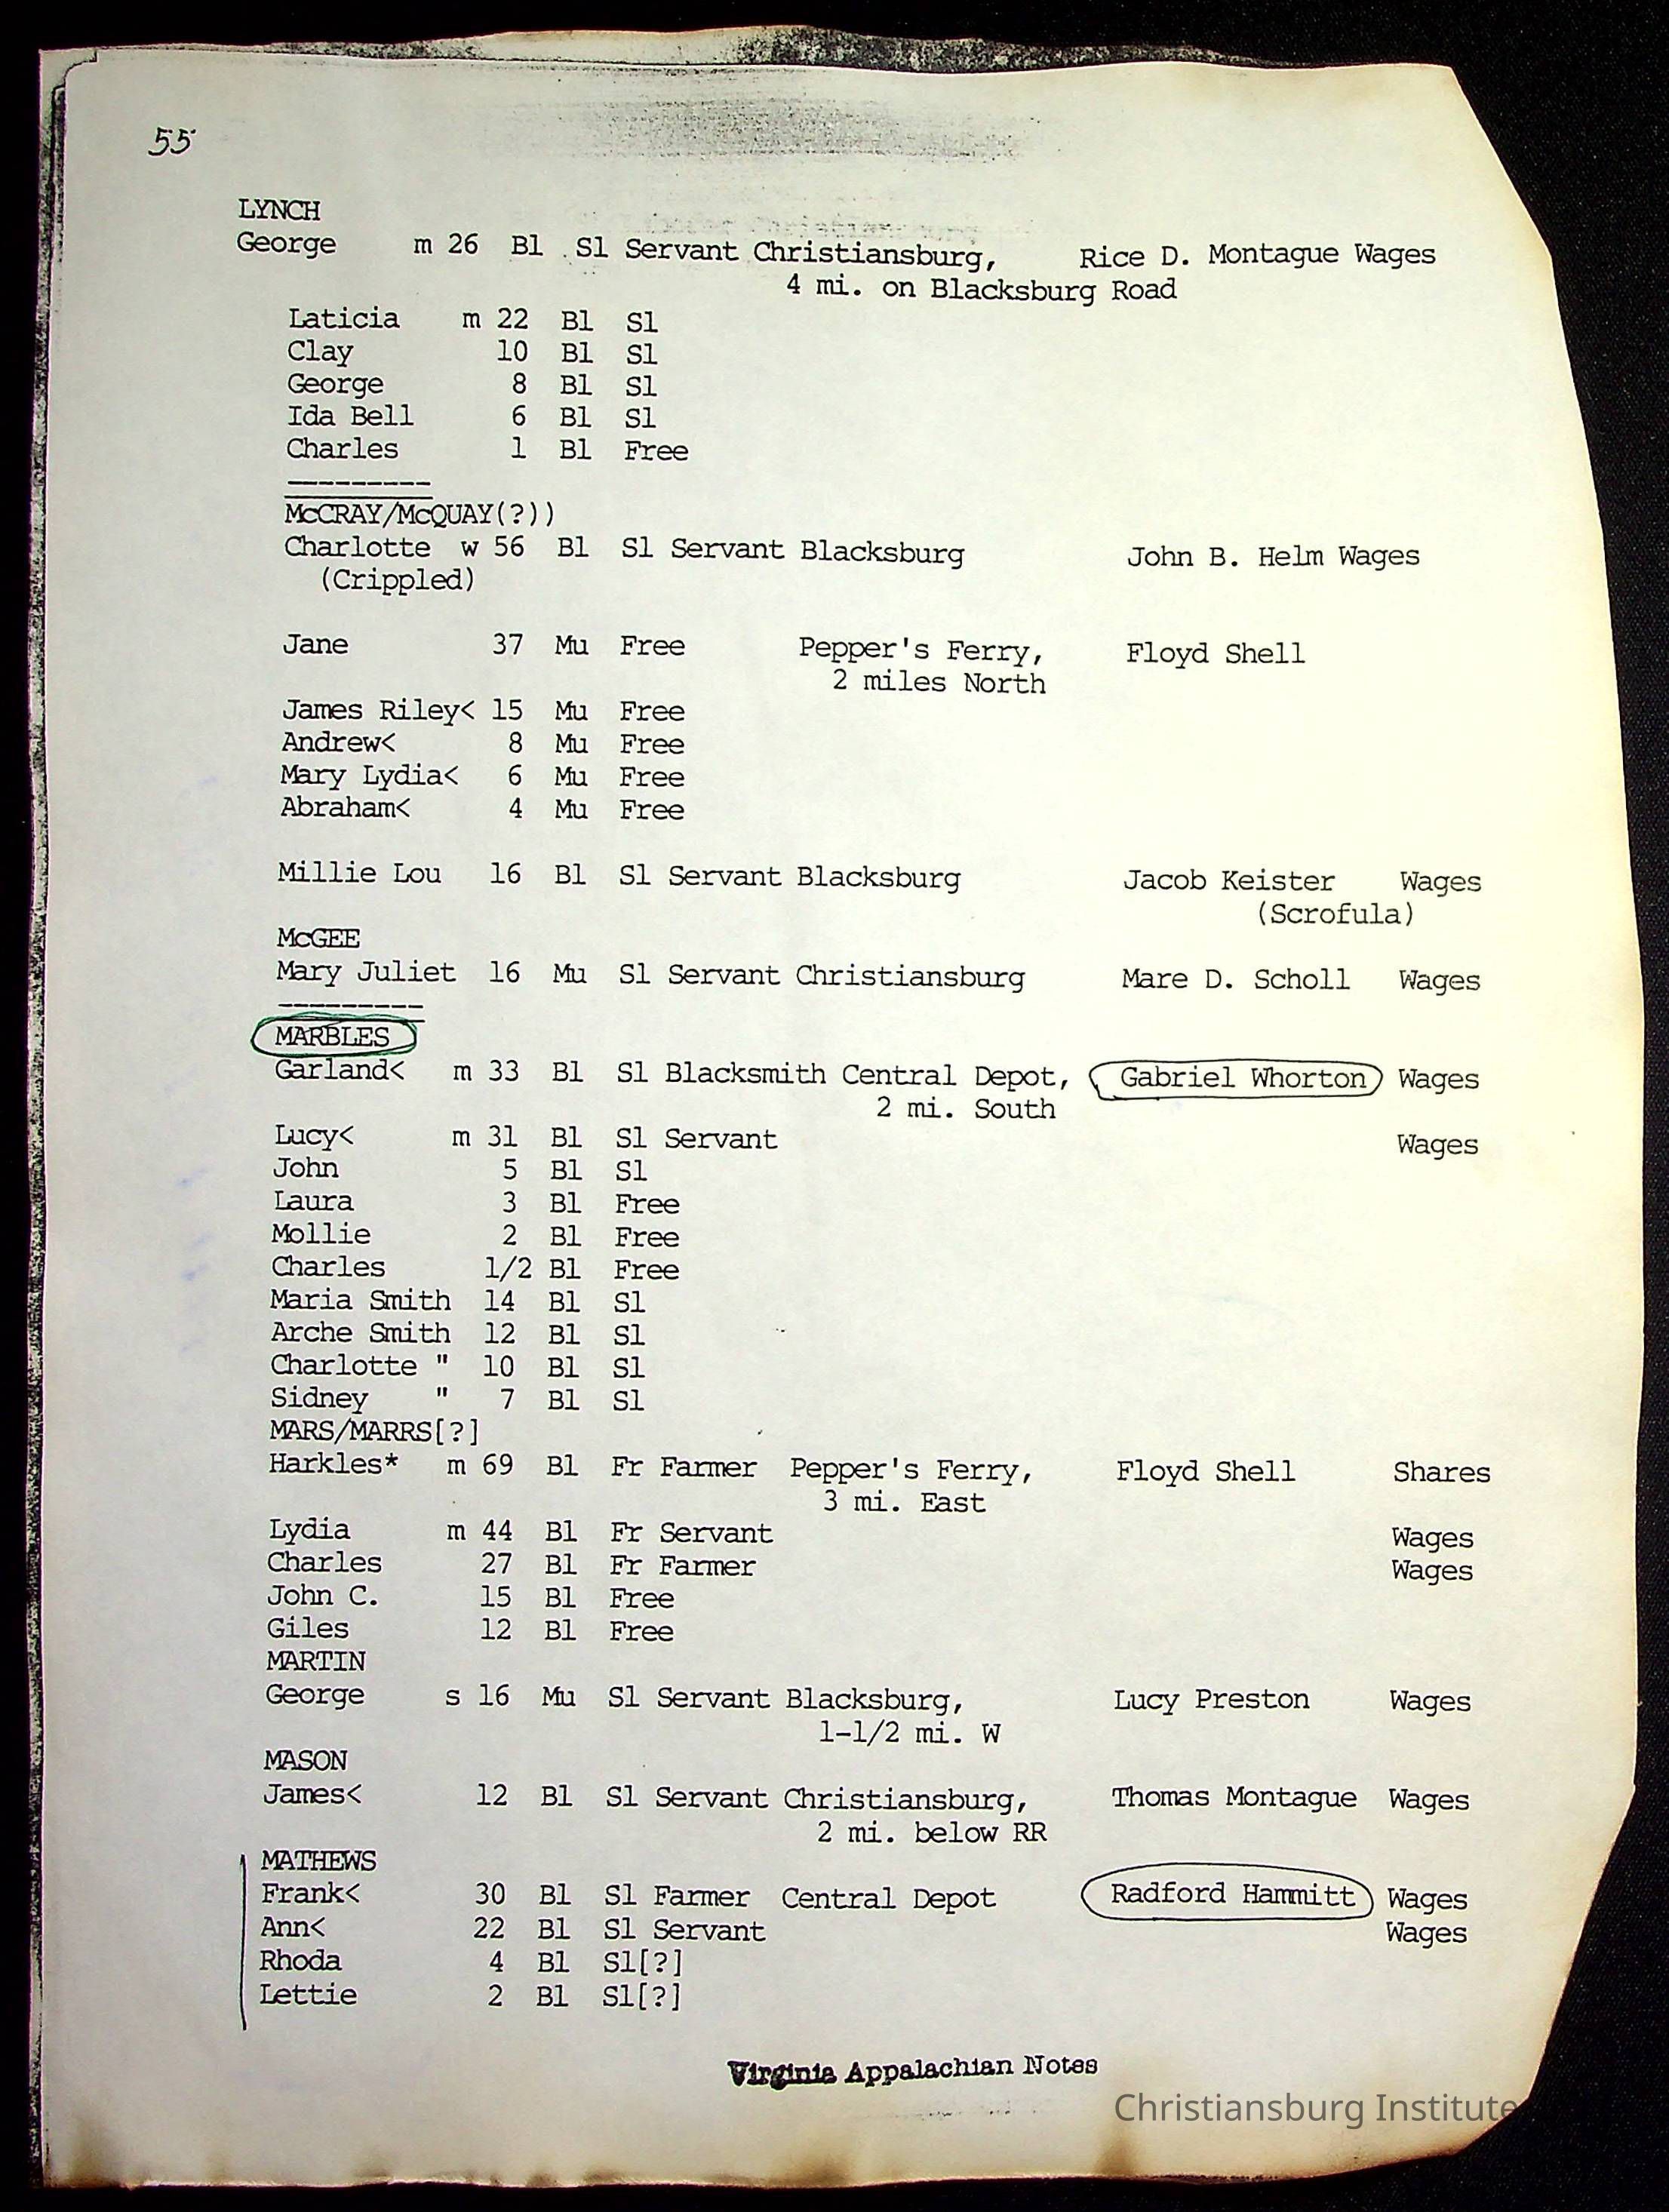 55
LYNCH
George m 26 Bl Sl Servant Christiansburg, Rice D. Montague Wages
4 mi. on Blacksburg Road
Laticia m 22 Bl Sl
Clay 10 Bl Sl
George 8 Bl Sl
Ida Bell 6 Bl Sl
Charles 1 Bl Free
---------
McCRAY/McQUAY(?))
Charlotte w 56 Bl Sl Servant Blacksburg John B. Helm Wages
(Crippled)
Jane 37 Mu Free Pepper's Ferry, Floyd Shell
2 miles North
James Riley< 15 Mu Free
Andrew< 8 Mu Free
Mary Lydia< 6 Mu Free
Abraham< 4 Mu Free
Millie Lou 16 Bl Sl Servant Blacksburg Jacob Keister Wages
(Scrofula)
McGEE
Mary Juliet 16 Mu Sl Servant Christiansburg Mare D. Scholl Wages
---------
MARBLES
Garland< m 33 Bl Sl Blacksmith Central Depot, Gabriel Whorton Wages
2 mi. South
Lucy< m 31 Bl Sl Servant Wages
John 5 Bl Sl
Laura 3 Bl Free
Mollie 2 Bl Free
Charles 1/2 Bl Free
Maria Smith 14 Bl Sl
Arche Smith 12 Bl Sl
Charlotte " 10 Bl Sl
Sidney " 7 Bl Sl
MARS/MARRS[?]
Harkles* m 69 Bl Fr Farmer Pepper's Ferry, Floyd Shell Shares
3 mi. East
Lydia m 44 Bl Fr Servant Wages
Charles 27 Bl Fr Farmer Wages
John C. 15 Bl Free
Giles 12 Bl Free
MARTIN
George s 16 Mu Sl Servant Blacksburg, Lucy Preston Wages
1-1/2 mi. W
MASON
James< 12 Bl Sl Servant Christiansburg, Thomas Montague Wages
2 mi. below RR
MATHEWS
Frank< 30 Bl Sl Farmer Central Depot Radford Hammitt Wages
Ann< 22 Bl Sl Servant Wages
Rhoda 4 Bl Sl[?]
Lettie 2 Bl Sl[?]
Virginia Appalachian Notes
Christiansburg Institute